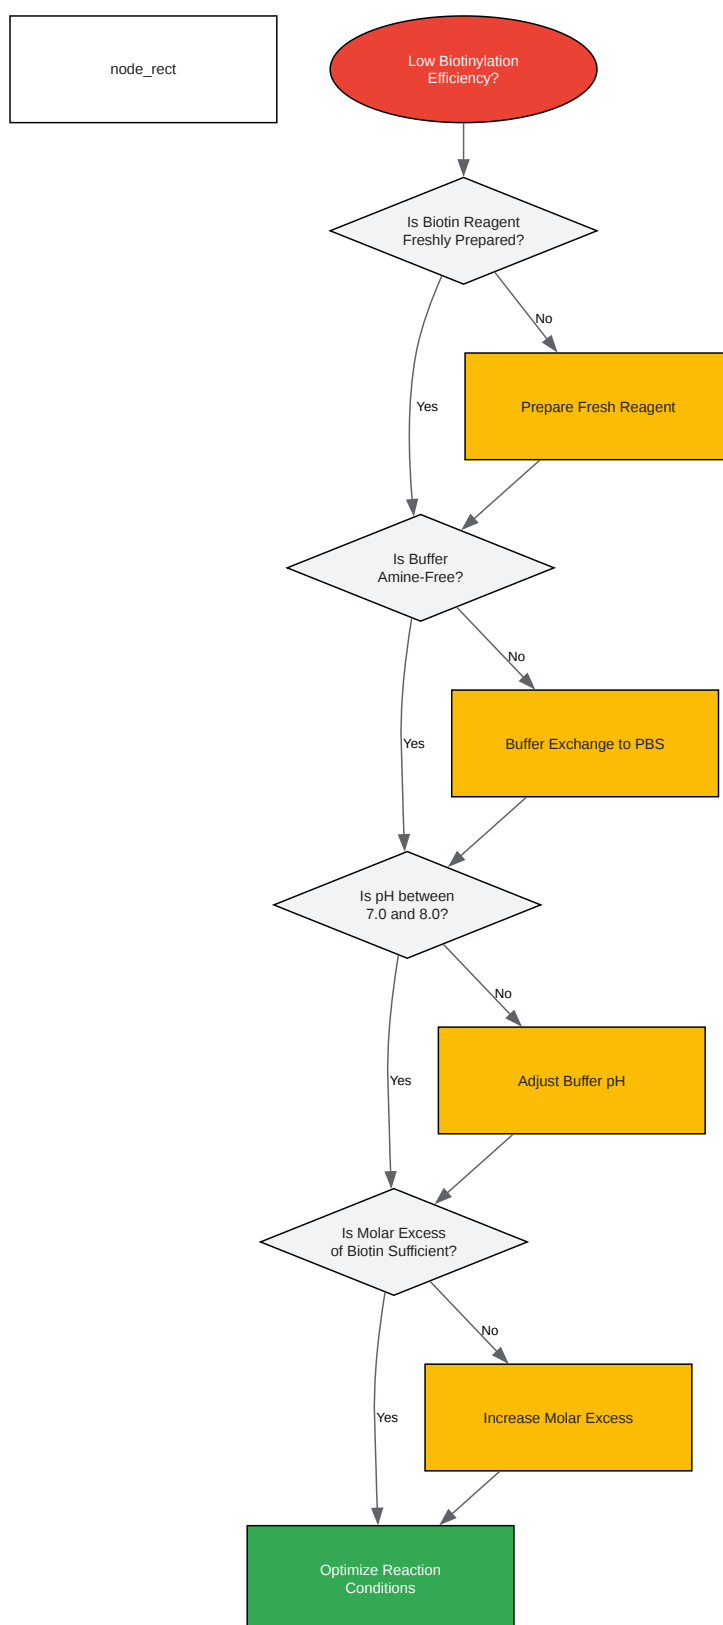 node_rect
Low Biotinylation
Efficiency?
Is Biotin Reagent
Freshly Prepared?
No
Yes
Prepare Fresh Reagent
Is Buffer
Amine-Free?
No
Yes
Buffer Exchange to PBS
Is pH between
7.0 and 8.0?
No
Yes
Adjust Buffer pH
Is Molar Excess
of Biotin Sufficient?
No
Yes
Increase Molar Excess
Optimize Reaction
Conditions